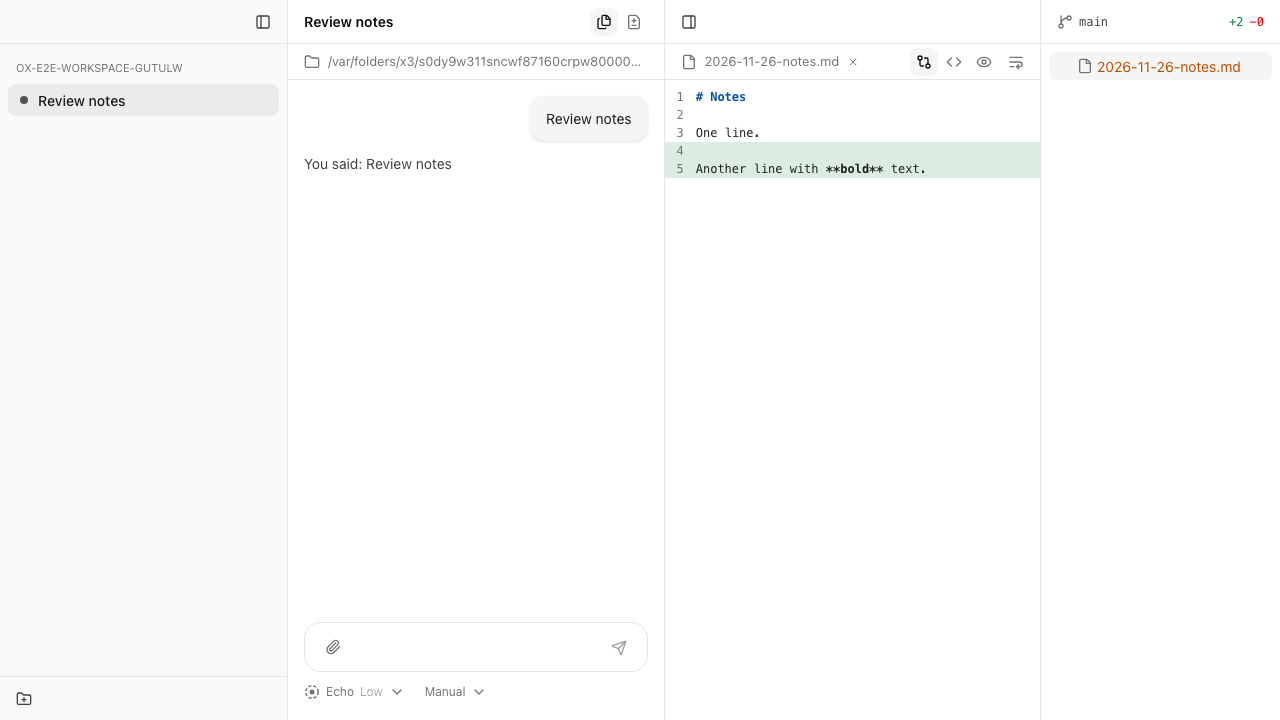 OX-E2E-WORKSPACE-GUTULW
Review notes
Review notes
/var/folders/x3/s0dy9w311sncwf87160crpw80000...
Review notes
You said: Review notes
Echo Low
Manual
2026-11-26-notes.md
1 # Notes
2
3 One line.
4
5 Another line with **bold** text.
main
+2 −0
2026-11-26-notes.md